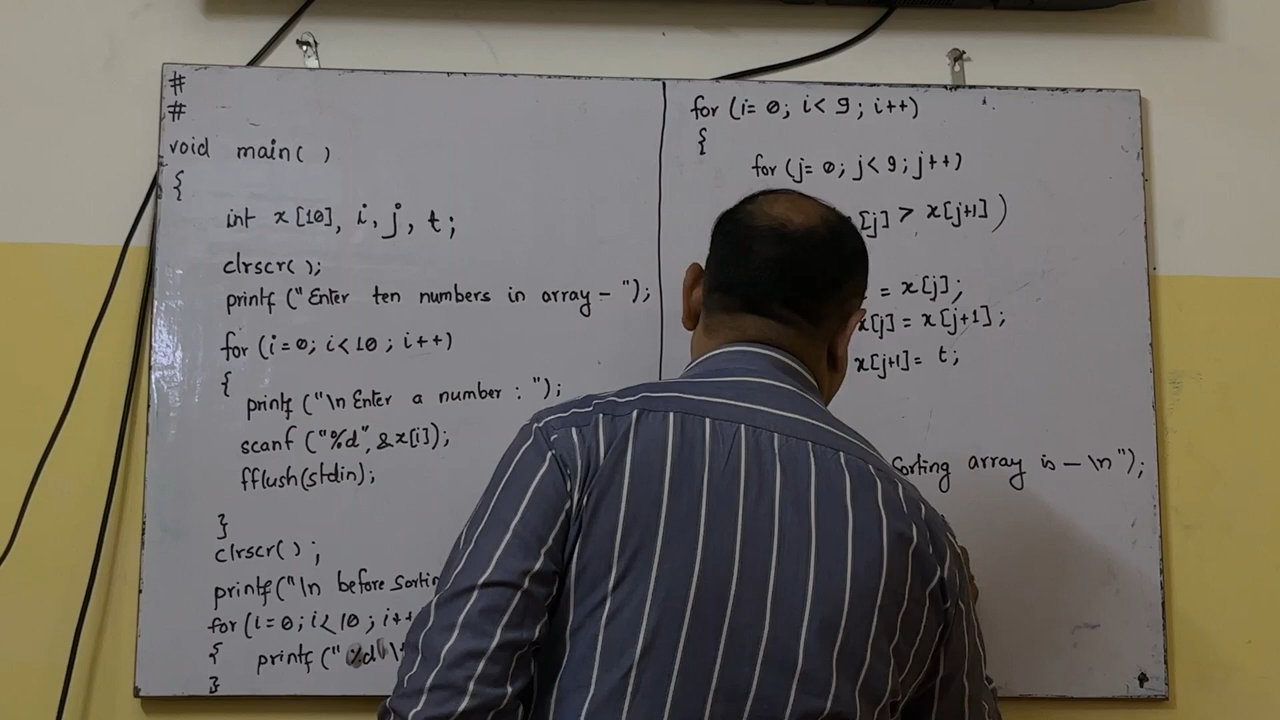 #
#
void main( )
{
int x [10], i, j, t;
clrscr( );
printf ("Enter ten numbers in array - ");
for (i=0; i<10 ; i++)
{
printf ("\n Enter a number : ");
scanf ("%d", &x[i]);
fflush(stdin);
}
clrscr( ) ;
printf("\n before sortin
for (i=0; i<10 ; i++
{ printf (" %d \t
}
for (i= 0; i< 9 ; i++)
{
for (j= 0; j< 9; j++)
[j] > x[j+1] )
= x[j];
x[j] = x[j+1] ;
x[j+1]= t;
Sorting array is - \n ");